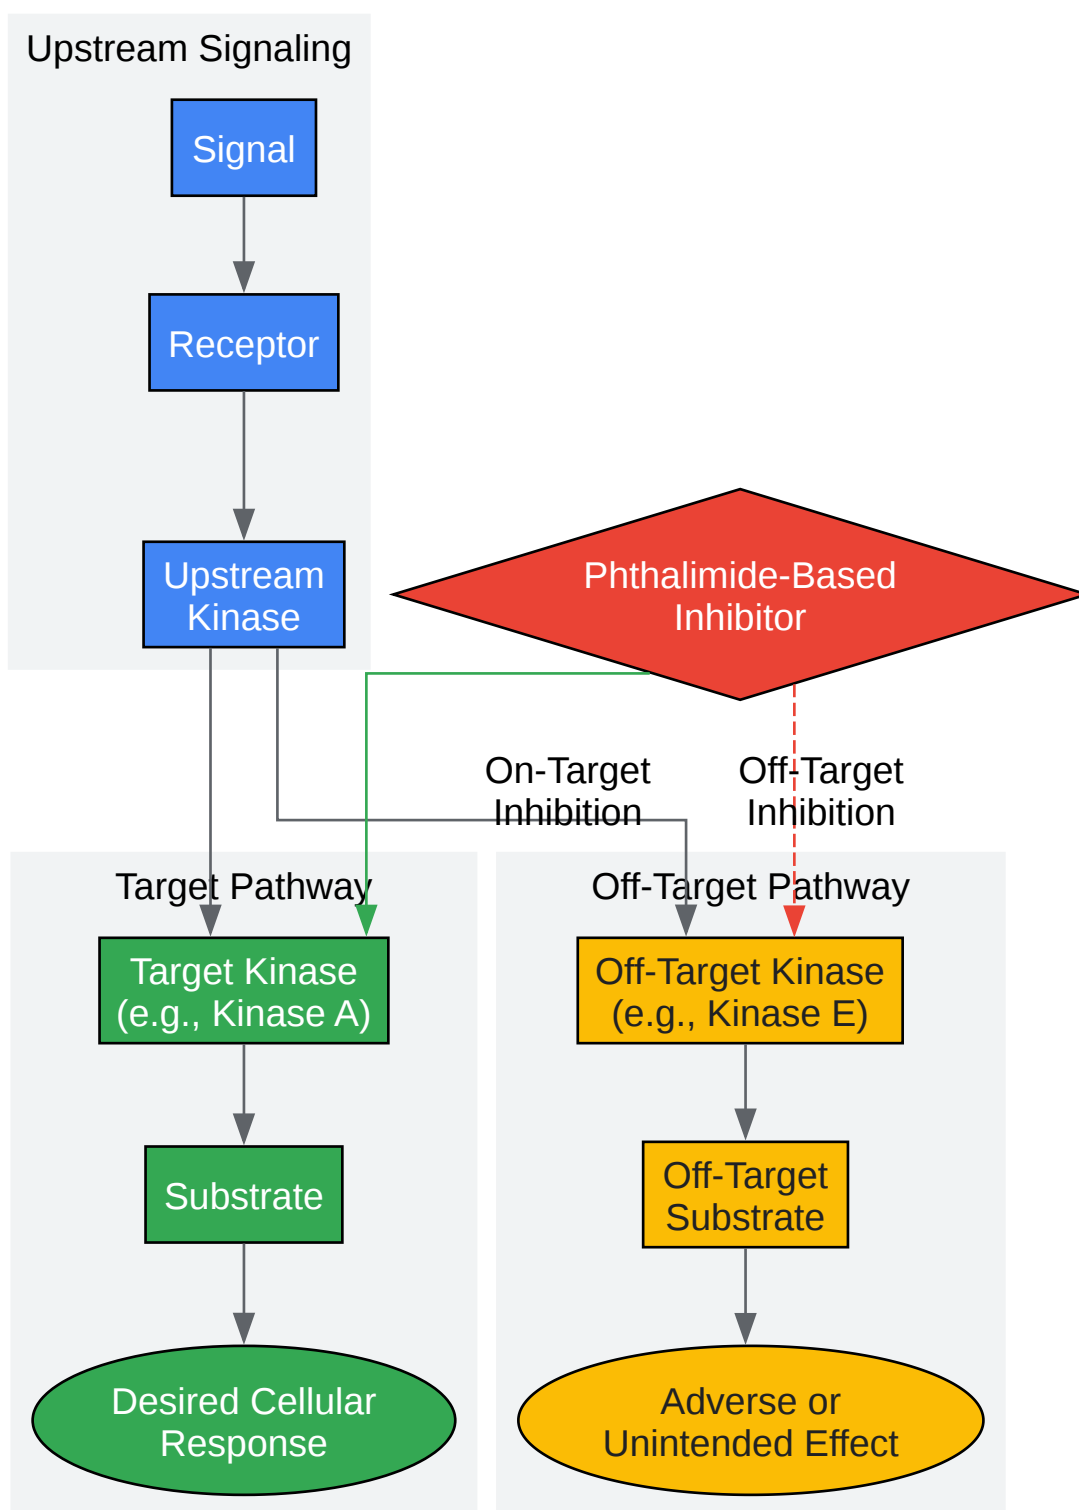 Upstream Signaling
Signal
Receptor
Upstream
Kinase
Phthalimide-Based
Inhibitor
On-Target
Inhibition
Off-Target
Inhibition
Target Pathway
Target Kinase
(e.g., Kinase A)
Substrate
Desired Cellular
Response
Off-Target Pathway
Off-Target Kinase
(e.g., Kinase E)
Off-Target
Substrate
Adverse or
Unintended Effect